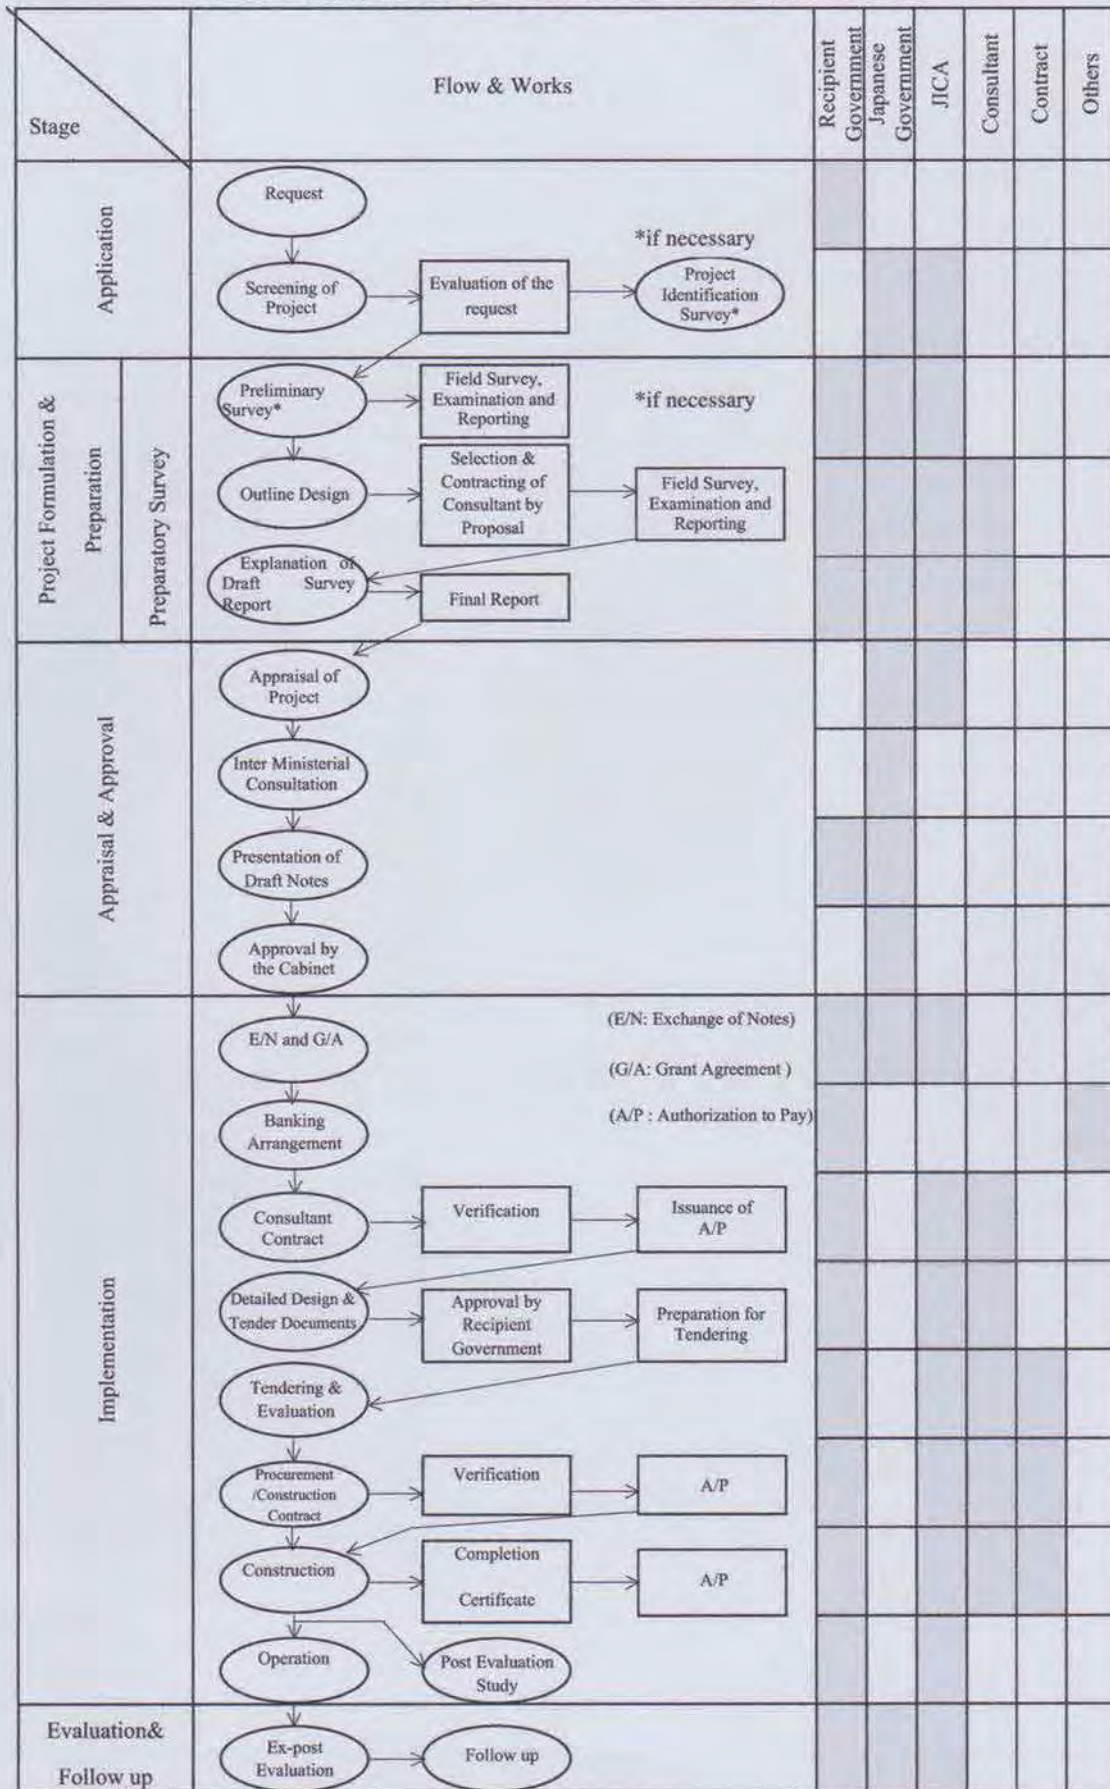 Stage
Flow & Works
Recipient
Government
Japanese
Government
JICA
Consultant
Contract
Others
Application
Request
*if necessary
Screening of
Project
Evaluation of the
request
Project
Identification
Survey*
Project Formulation &
Preparation
Preparatory Survey
Preliminary
Survey*
Field Survey,
Examination and
Reporting
*if necessary
Outline Design
Selection &
Contracting of
Consultant by
Proposal
Field Survey,
Examination and
Reporting
Explanation of
Draft Survey
Report
Final Report
Appraisal & Approval
Appraisal of
Project
Inter Ministerial
Consultation
Presentation of
Draft Notes
Approval by
the Cabinet
Implementation
E/N and G/A
(E/N: Exchange of Notes)
(G/A: Grant Agreement )
(A/P : Authorization to Pay)
Banking
Arrangement
Consultant
Contract
Verification
Issuance of
A/P
Detailed Design &
Tender Documents
Approval by
Recipient
Government
Preparation for
Tendering
Tendering &
Evaluation
Procurement
/Construction
Contract
Verification
A/P
Construction
Completion
Certificate
A/P
Operation
Post Evaluation
Study
Evaluation&
Follow up
Ex-post
Evaluation
Follow up